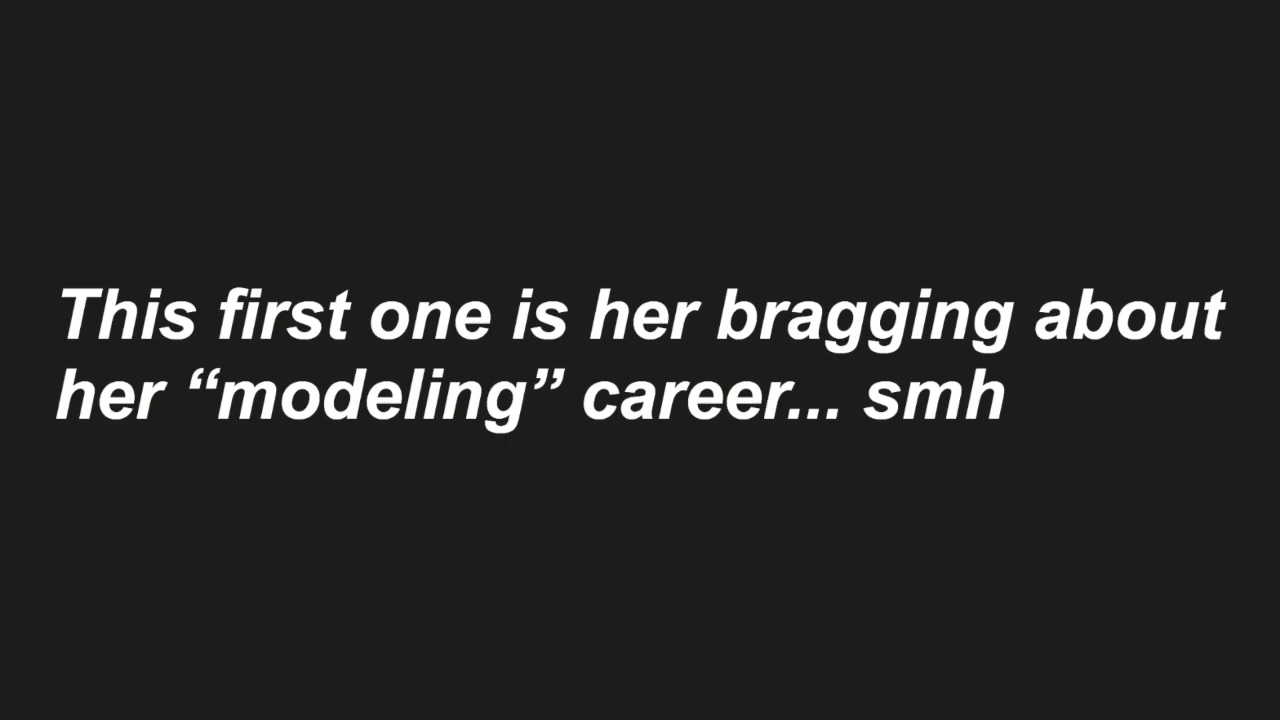 This first one is her bragging about
her “modeling” career... smh